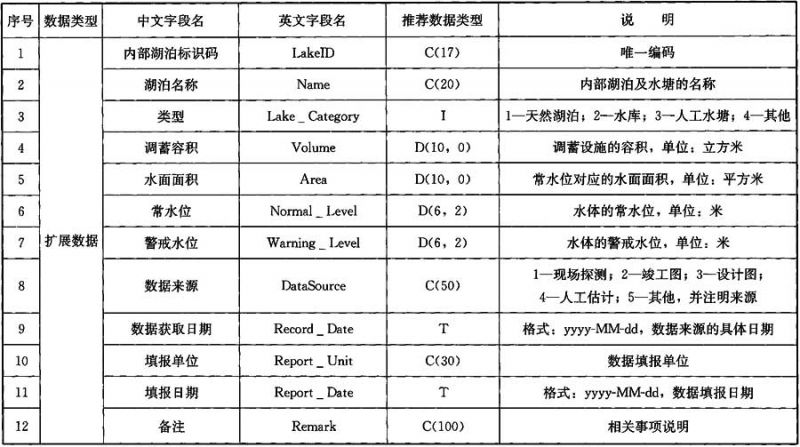 序号 数据类型 中文字段名 英文字段名 推荐数据类型 说 明
1 内部湖泊标识码 LakeID C(17) 唯一编码
2 湖泊名称 Name C(20) 内部湖泊及水塘的名称
3 类型 Lake _ Category I 1—天然湖泊；2—水库；3—人工水塘；4—其他
4 调蓄容积 Volume D(10，0) 调蓄设施的容积，单位：立方米
5 水面面积 Area D(10，0) 常水位对应的水面面积，单位：平方米
6 常水位 Normal _ Level D(6，2) 水体的常水位，单位：米
7 扩展数据 警戒水位 Warning _ Level D(6，2) 水体的警戒水位，单位：米
8 数据来源 DataSource C(50) 1—现场探测；2—竣工图；3—设计图；
4—人工估计；5—其他，并注明来源
9 数据获取日期 Record _ Date T 格式：yyyy-MM-dd，数据来源的具体日期
10 填报单位 Report _ Unit C(30) 数据填报单位
11 填报日期 Report _ Date T 格式：yyyy-MM-dd，数据填报日期
12 备注 Remark C(100) 相关事项说明